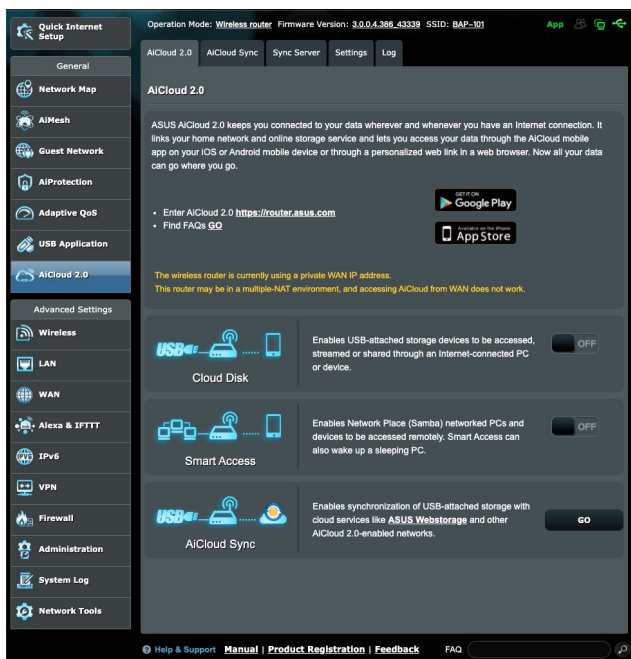 Quick Internet
Setup
General
Network Map
AiMesh
Guest Network
AiProtection
Adaptive QoS
USB Application
AiCloud 2.0
Advanced Settings
Wireless
LAN
WAN
Alexa & IFTTT
IPv6
VPN
Firewall
Administration
System Log
Network Tools
Operation Mode: Wireless router Firmware Version: 3.0.0.4.386_43339 SSID: BAP-101
App
AiCloud 2.0 AiCloud Sync Sync Server Settings Log
AiCloud 2.0
ASUS AiCloud 2.0 keeps you connected to your data wherever and whenever you have an Internet connection. It
links your home network and online storage service and lets you access your data through the AiCloud mobile
app on your iOS or Android mobile device or through a personalized web link in a web browser. Now all your data
can go where you go.
• Enter AiCloud 2.0 https://router.asus.com
• Find FAQs GO
GET IT ON
Google Play
Available on the iPhone
App Store
The wireless router is currently using a private WAN IP address.
This router may be in a multiple-NAT environment, and accessing AiCloud from WAN does not work.
USB
Cloud Disk
Enables USB-attached storage devices to be accessed,
streamed or shared through an Internet-connected PC
or device.
OFF
Smart Access
Enables Network Place (Samba) networked PCs and
devices to be accessed remotely. Smart Access can
also wake up a sleeping PC.
OFF
USB
AiCloud Sync
Enables synchronization of USB-attached storage with
cloud services like ASUS Webstorage and other
AiCloud 2.0-enabled networks.
GO
Help & Support Manual | Product Registration | Feedback FAQ